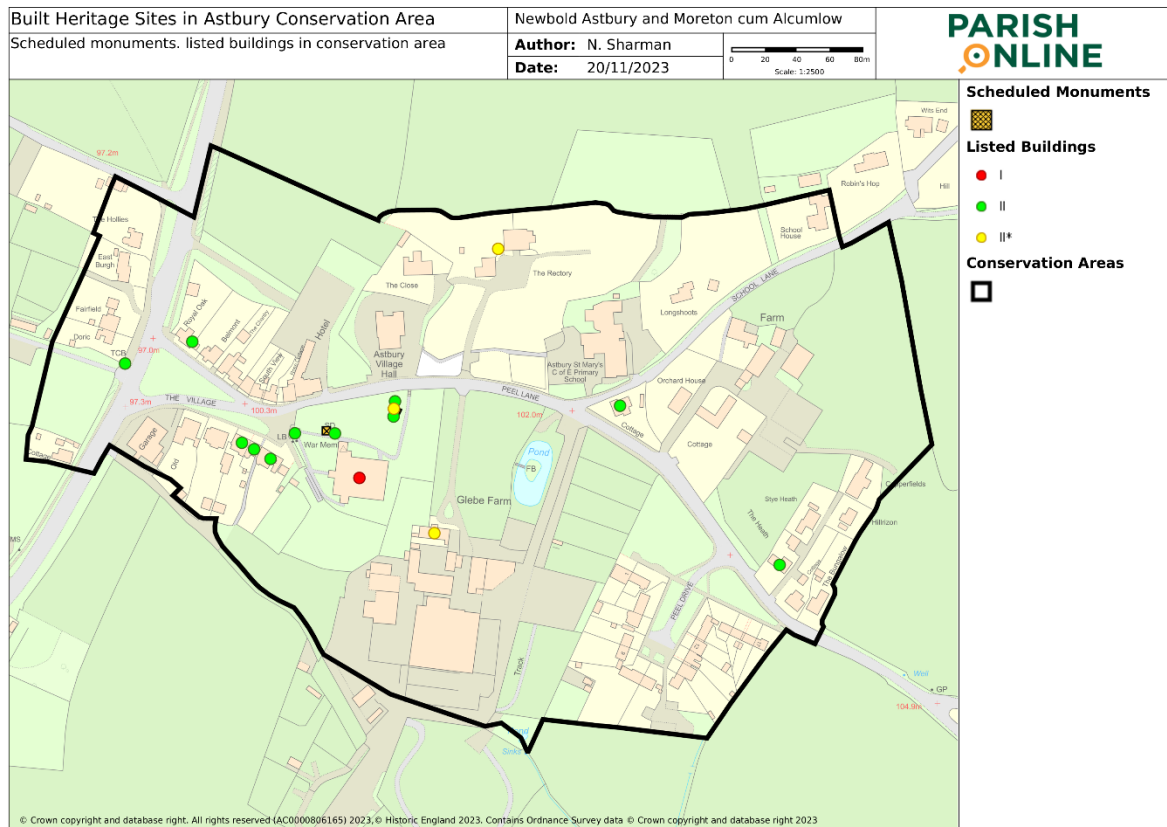 Built Heritage Sites in Astbury Conservation Area
Scheduled monuments. listed buildings in conservation area
Newbold Astbury and Moreton cum Alcumlow
Author: N. Sharman
Date: 20/11/2023
0 20 40 60 80m
Scale: 1:2500
PARISH
ONLINE
Scheduled Monuments
Listed Buildings
I
II
II*
Conservation Areas
Wits End
97.2m
Robin's Hop
Hill
The Hollies
School
House
East
Burgh
The Rectory
The Close
SCHOOL LANE
Fairfield
Royal Oak
Belmont
Longshoots
Farm
Doric
Hotel
TCB
97.0m
South View
Astbury
Village
Hall
Astbury St Mary's
C of E Primary
School
Orchard House
97.3m
THE VILLAGE
100.3m
PEEL LANE
102.0m
Cottage
LB
War Mem
Garage
Cottage
Cottage
Old
Pond
FB
Glebe Farm
Stye Heath
Copperfields
The Heath
Hillrizon
MS
Cottage
The Bungalow
PEEL DRIVE
Track
Well
GP
104.9m
© Crown copyright and database right. All rights reserved (AC0000806165) 2023,© Historic England 2023. Contains Ordnance Survey data © Crown copyright and database right 2023